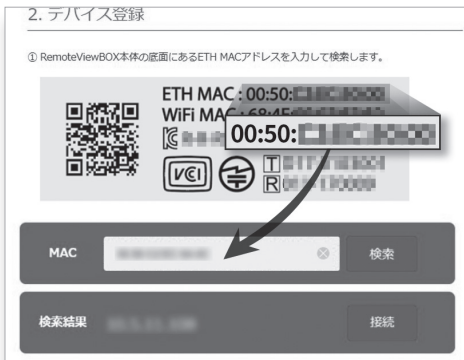 2. デバイス登録
① RemoteViewBOX本体の底面にあるETH MACアドレスを入力して検索します。
ETH MAC : 00:50:
WiFi MAC : 68:4E:
00:50:
VCI
T
R
MAC
検索
検索結果
接続